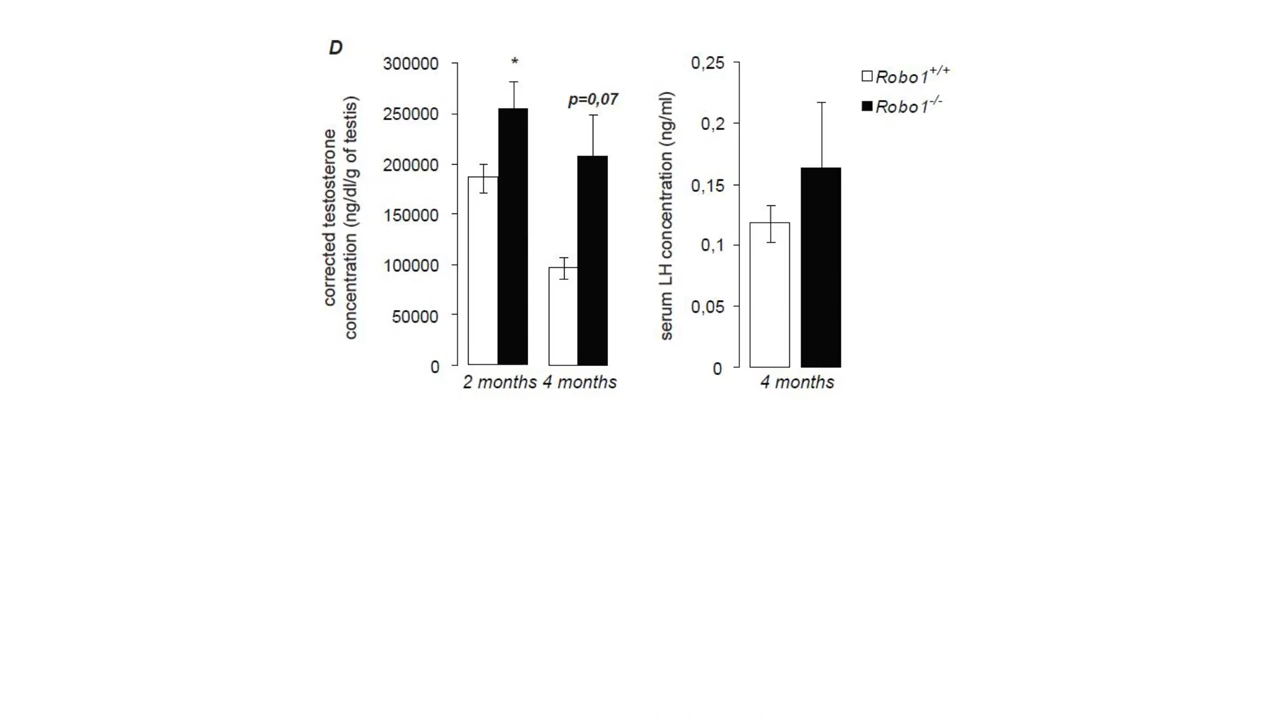 D
corrected testosterone
concentration (ng/dl/g of testis)
300000
250000
200000
150000
100000
50000
0
*
p=0,07
2 months 4 months
serum LH concentration (ng/ml)
0,25
0,2
0,15
0,1
0,05
0
4 months
Robo1+/+
Robo1-/-